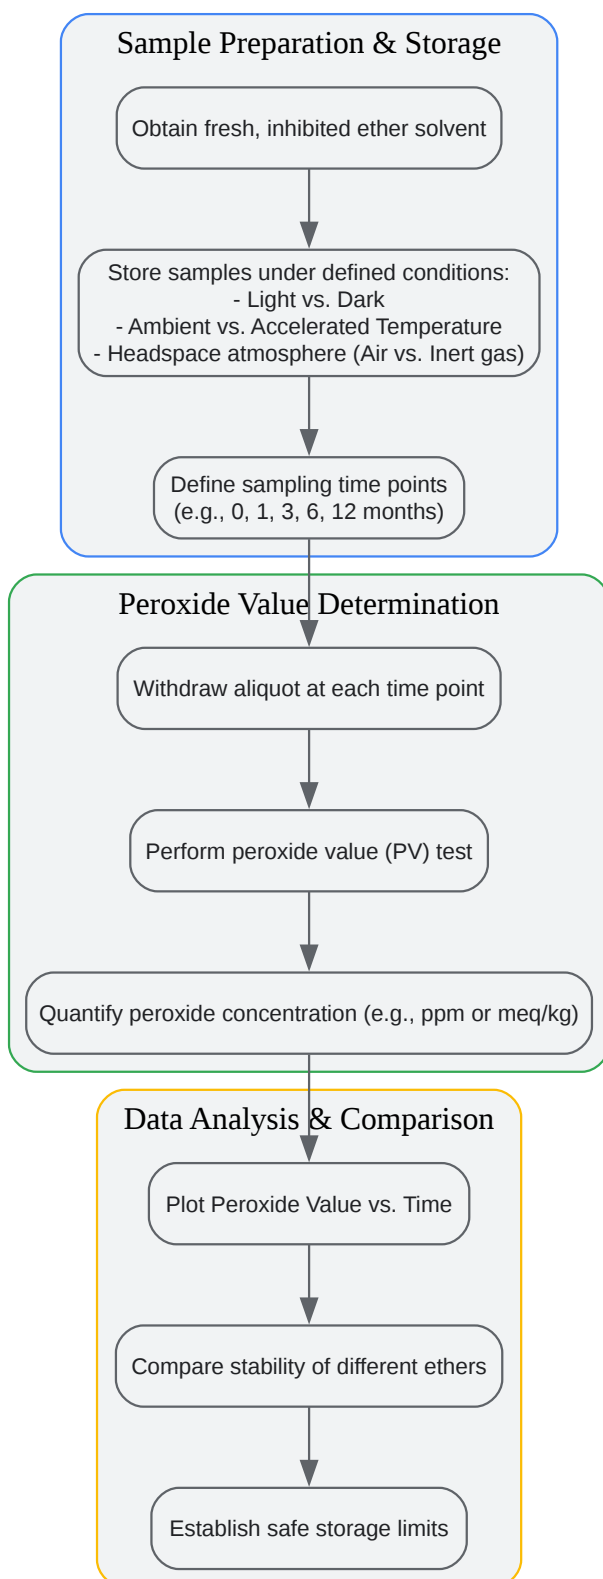 Sample Preparation & Storage
Obtain fresh, inhibited ether solvent
Store samples under defined conditions:
- Light vs. Dark
- Ambient vs. Accelerated Temperature
- Headspace atmosphere (Air vs. Inert gas)
Define sampling time points
(e.g., 0, 1, 3, 6, 12 months)
Peroxide Value Determination
Withdraw aliquot at each time point
Perform peroxide value (PV) test
Quantify peroxide concentration (e.g., ppm or meq/kg)
Data Analysis & Comparison
Plot Peroxide Value vs. Time
Compare stability of different ethers
Establish safe storage limits